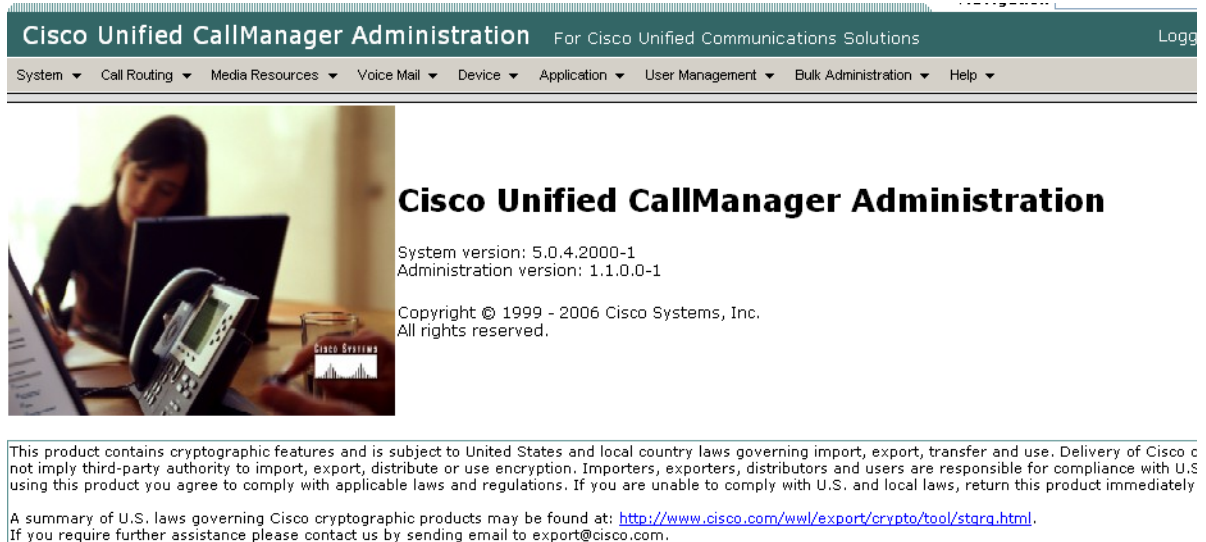 Cisco Unified CallManager Administration For Cisco Unified Communications Solutions Logg
System Call Routing Media Resources Voice Mail Device Application User Management Bulk Administration Help
Cisco Unified CallManager Administration
System version: 5.0.4.2000-1
Administration version: 1.1.0.0-1
Copyright © 1999 - 2006 Cisco Systems, Inc.
All rights reserved.
CISCO SYSTEMS
This product contains cryptographic features and is subject to United States and local country laws governing import, export, transfer and use. Delivery of Cisco c
not imply third-party authority to import, export, distribute or use encryption. Importers, exporters, distributors and users are responsible for compliance with U.S
using this product you agree to comply with applicable laws and regulations. If you are unable to comply with U.S. and local laws, return this product immediately
A summary of U.S. laws governing Cisco cryptographic products may be found at: http://www.cisco.com/wwl/export/crypto/tool/stqrg.html.
If you require further assistance please contact us by sending email to export@cisco.com.